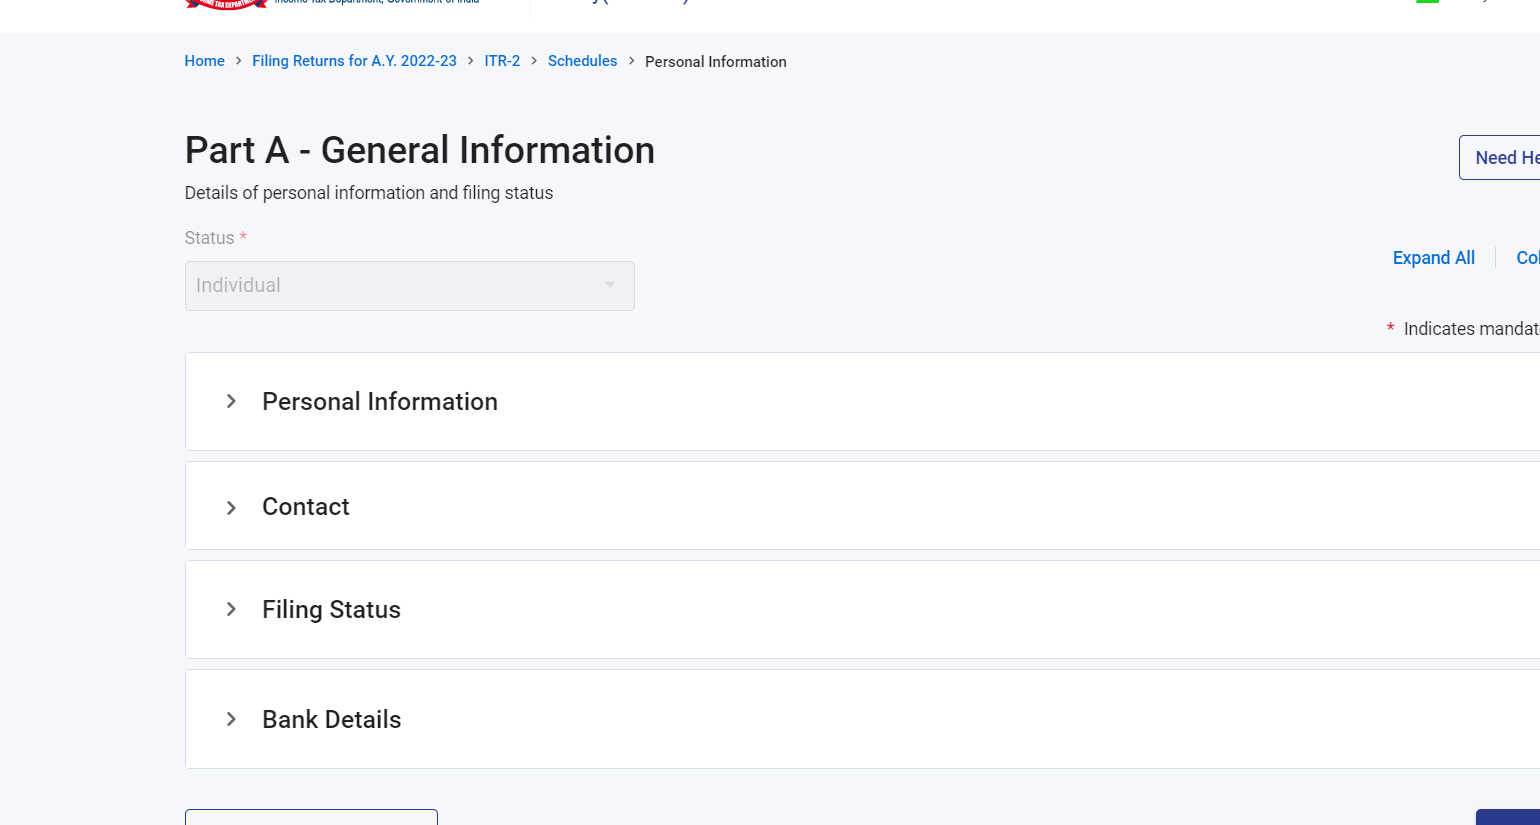 Income Tax Department, Government of India
Home > Filing Returns for A.Y. 2022-23 > ITR-2 > Schedules > Personal Information
Part A - General Information
Need He
Details of personal information and filing status
Status *
Expand All
Col
Individual
* Indicates mandat
Personal Information
Contact
Filing Status
Bank Details